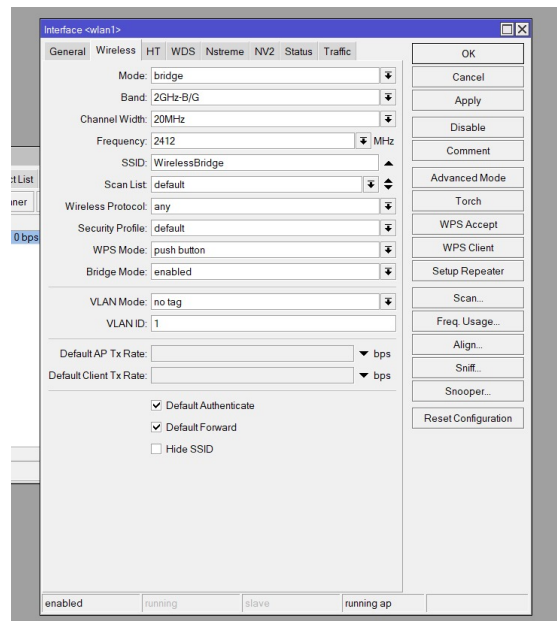 Interface <wlan1>
General Wireless HT WDS Nstreme NV2 Status Traffic
Mode: bridge
Band: 2GHz-B/G
Channel Width: 20MHz
Frequency: 2412 MHz
SSID: WirelessBridge
Scan List: default
Wireless Protocol: any
Security Profile: default
WPS Mode: push button
Bridge Mode: enabled
VLAN Mode: no tag
VLAN ID: 1
Default AP Tx Rate: bps
Default Client Tx Rate: bps
Default Authenticate
Default Forward
Hide SSID
OK
Cancel
Apply
Disable
Comment
Advanced Mode
Torch
WPS Accept
WPS Client
Setup Repeater
Scan...
Freq. Usage...
Align...
Sniff...
Snooper...
Reset Configuration
enabled running slave running ap
ct List
nner
0 bps